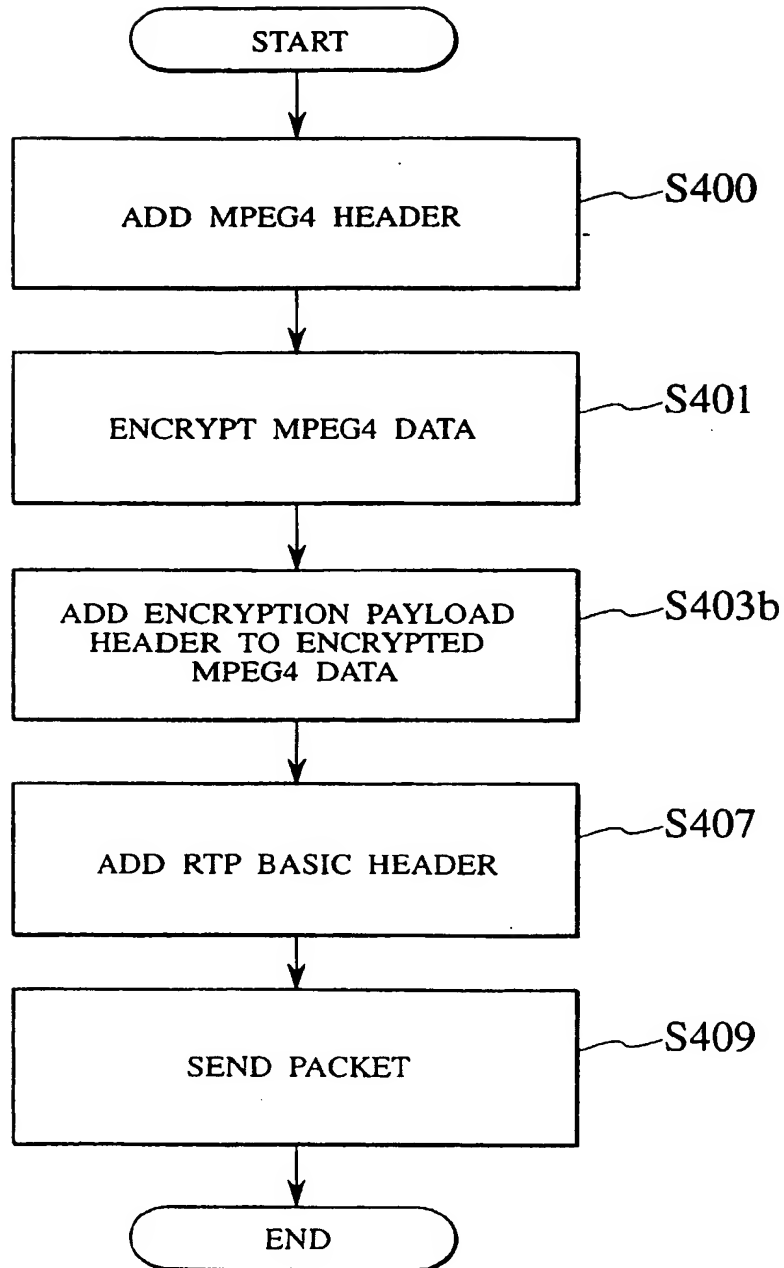 START
ADD MPEG4 HEADER
S400
ENCRYPT MPEG4 DATA
S401
ADD ENCRYPTION PAYLOAD
HEADER TO ENCRYPTED
MPEG4 DATA
S403b
ADD RTP BASIC HEADER
S407
SEND PACKET
S409
END